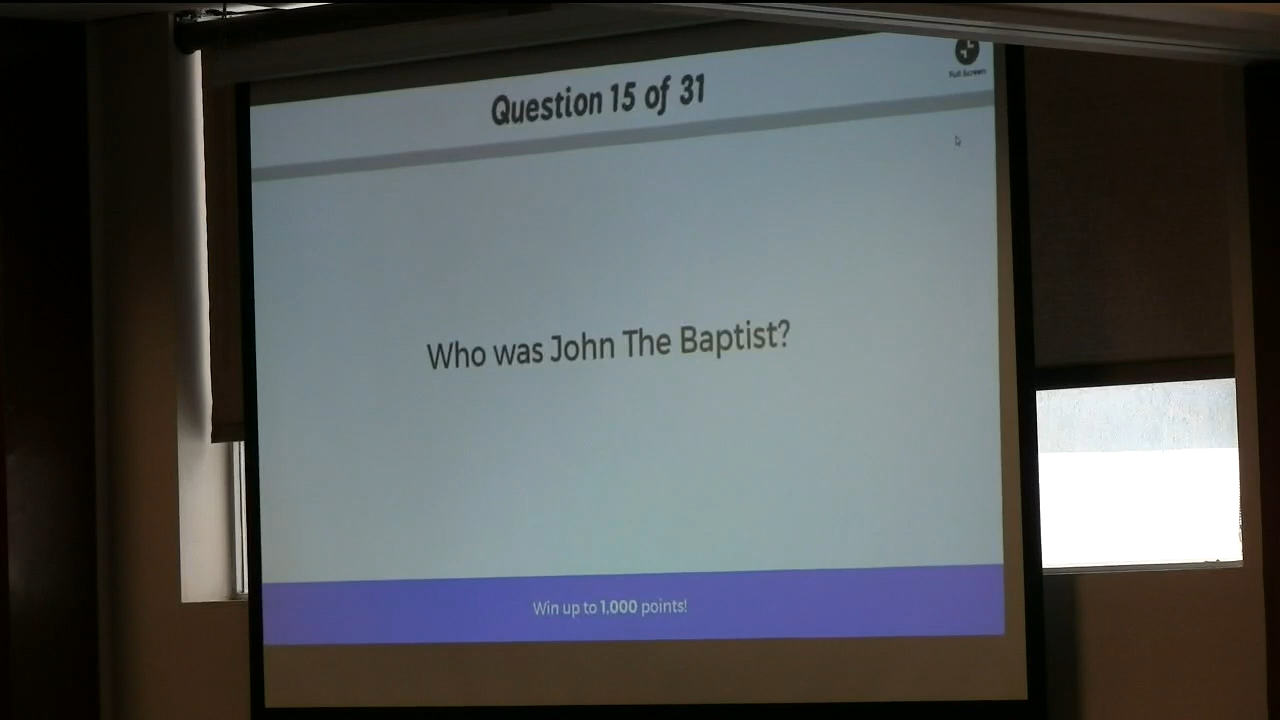 Question 15 of 31
Full Screen
Who was John The Baptist?
Win up to 1,000 points!